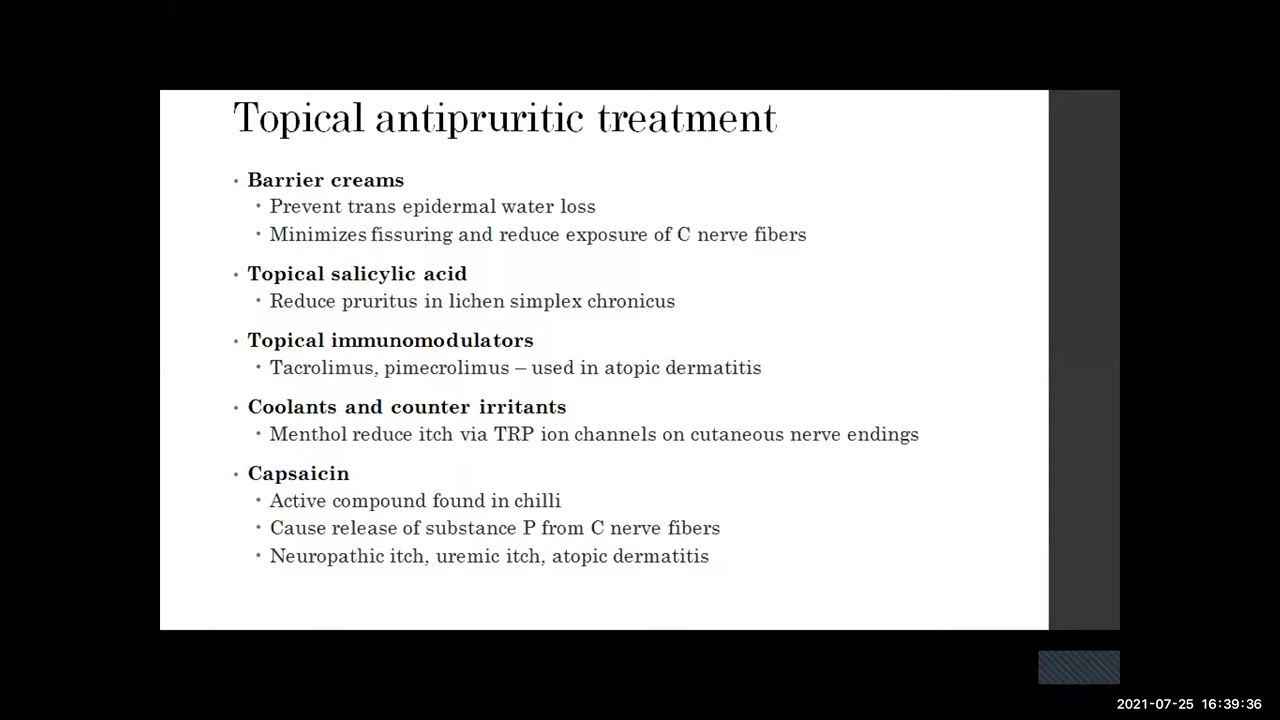 Topical antipruritic treatment
• Barrier creams
• Prevent trans epidermal water loss
• Minimizes fissuring and reduce exposure of C nerve fibers
• Topical salicylic acid
• Reduce pruritus in lichen simplex chronicus
• Topical immunomodulators
• Tacrolimus, pimecrolimus – used in atopic dermatitis
• Coolants and counter irritants
• Menthol reduce itch via TRP ion channels on cutaneous nerve endings
• Capsaicin
• Active compound found in chilli
• Cause release of substance P from C nerve fibers
• Neuropathic itch, uremic itch, atopic dermatitis
2021-07-25 16:39:36